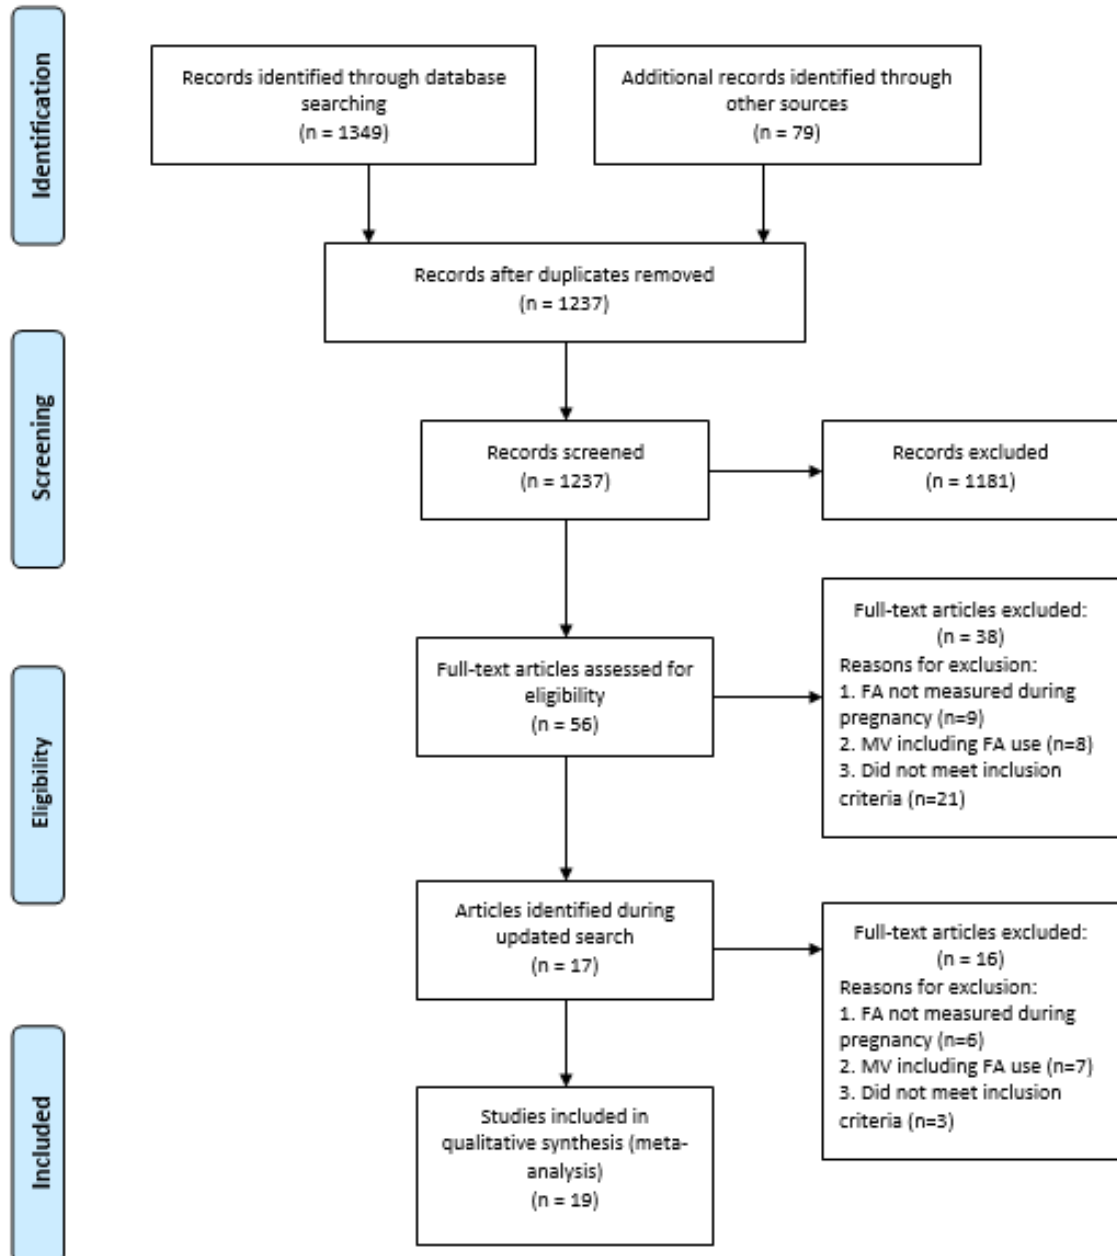 Identification
Records identified through database
searching
(n = 1349)
Additional records identified through
other sources
(n = 79)
Records after duplicates removed
(n = 1237)
Screening
Records screened
(n = 1237)
Records excluded
(n = 1181)
Eligibility
Full-text articles assessed for
eligibility
(n = 56)
Full-text articles excluded:
(n = 38)
Reasons for exclusion:
1. FA not measured during
pregnancy (n=9)
2. MV including FA use (n=8)
3. Did not meet inclusion
criteria (n=21)
Articles identified during
updated search
(n = 17)
Full-text articles excluded:
(n = 16)
Reasons for exclusion:
1. FA not measured during
pregnancy (n=6)
2. MV including FA use (n=7)
3. Did not meet inclusion
criteria (n=3)
Included
Studies included in
qualitative synthesis (meta-
analysis)
(n = 19)